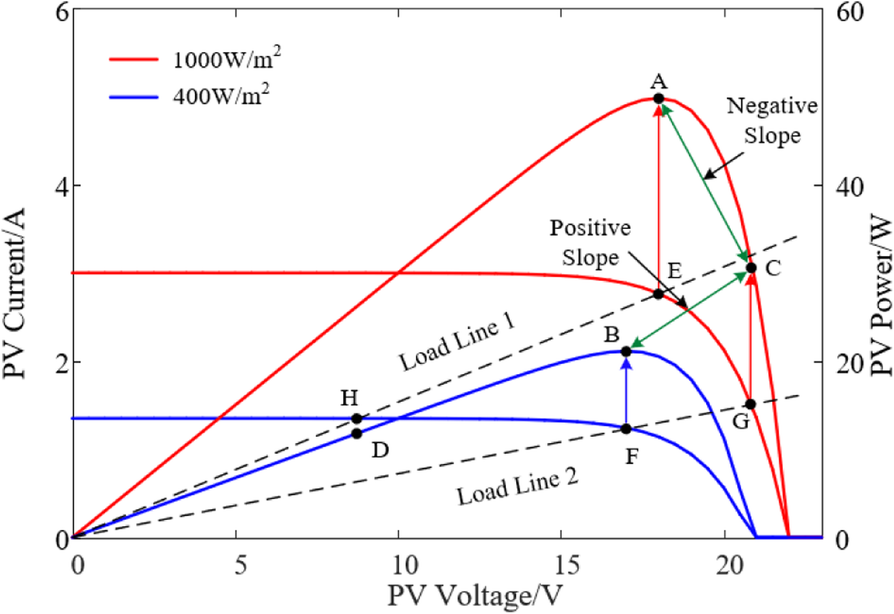 6
60
1000W/m²
400W/m²
A
Negative
Slope
4
40
Positive
Slope
E
C
PV Current/A
PV Power/W
Load Line 1
B
2
20
H
G
D
F
Load Line 2
0
0
0
5
10
15
20
PV Voltage/V